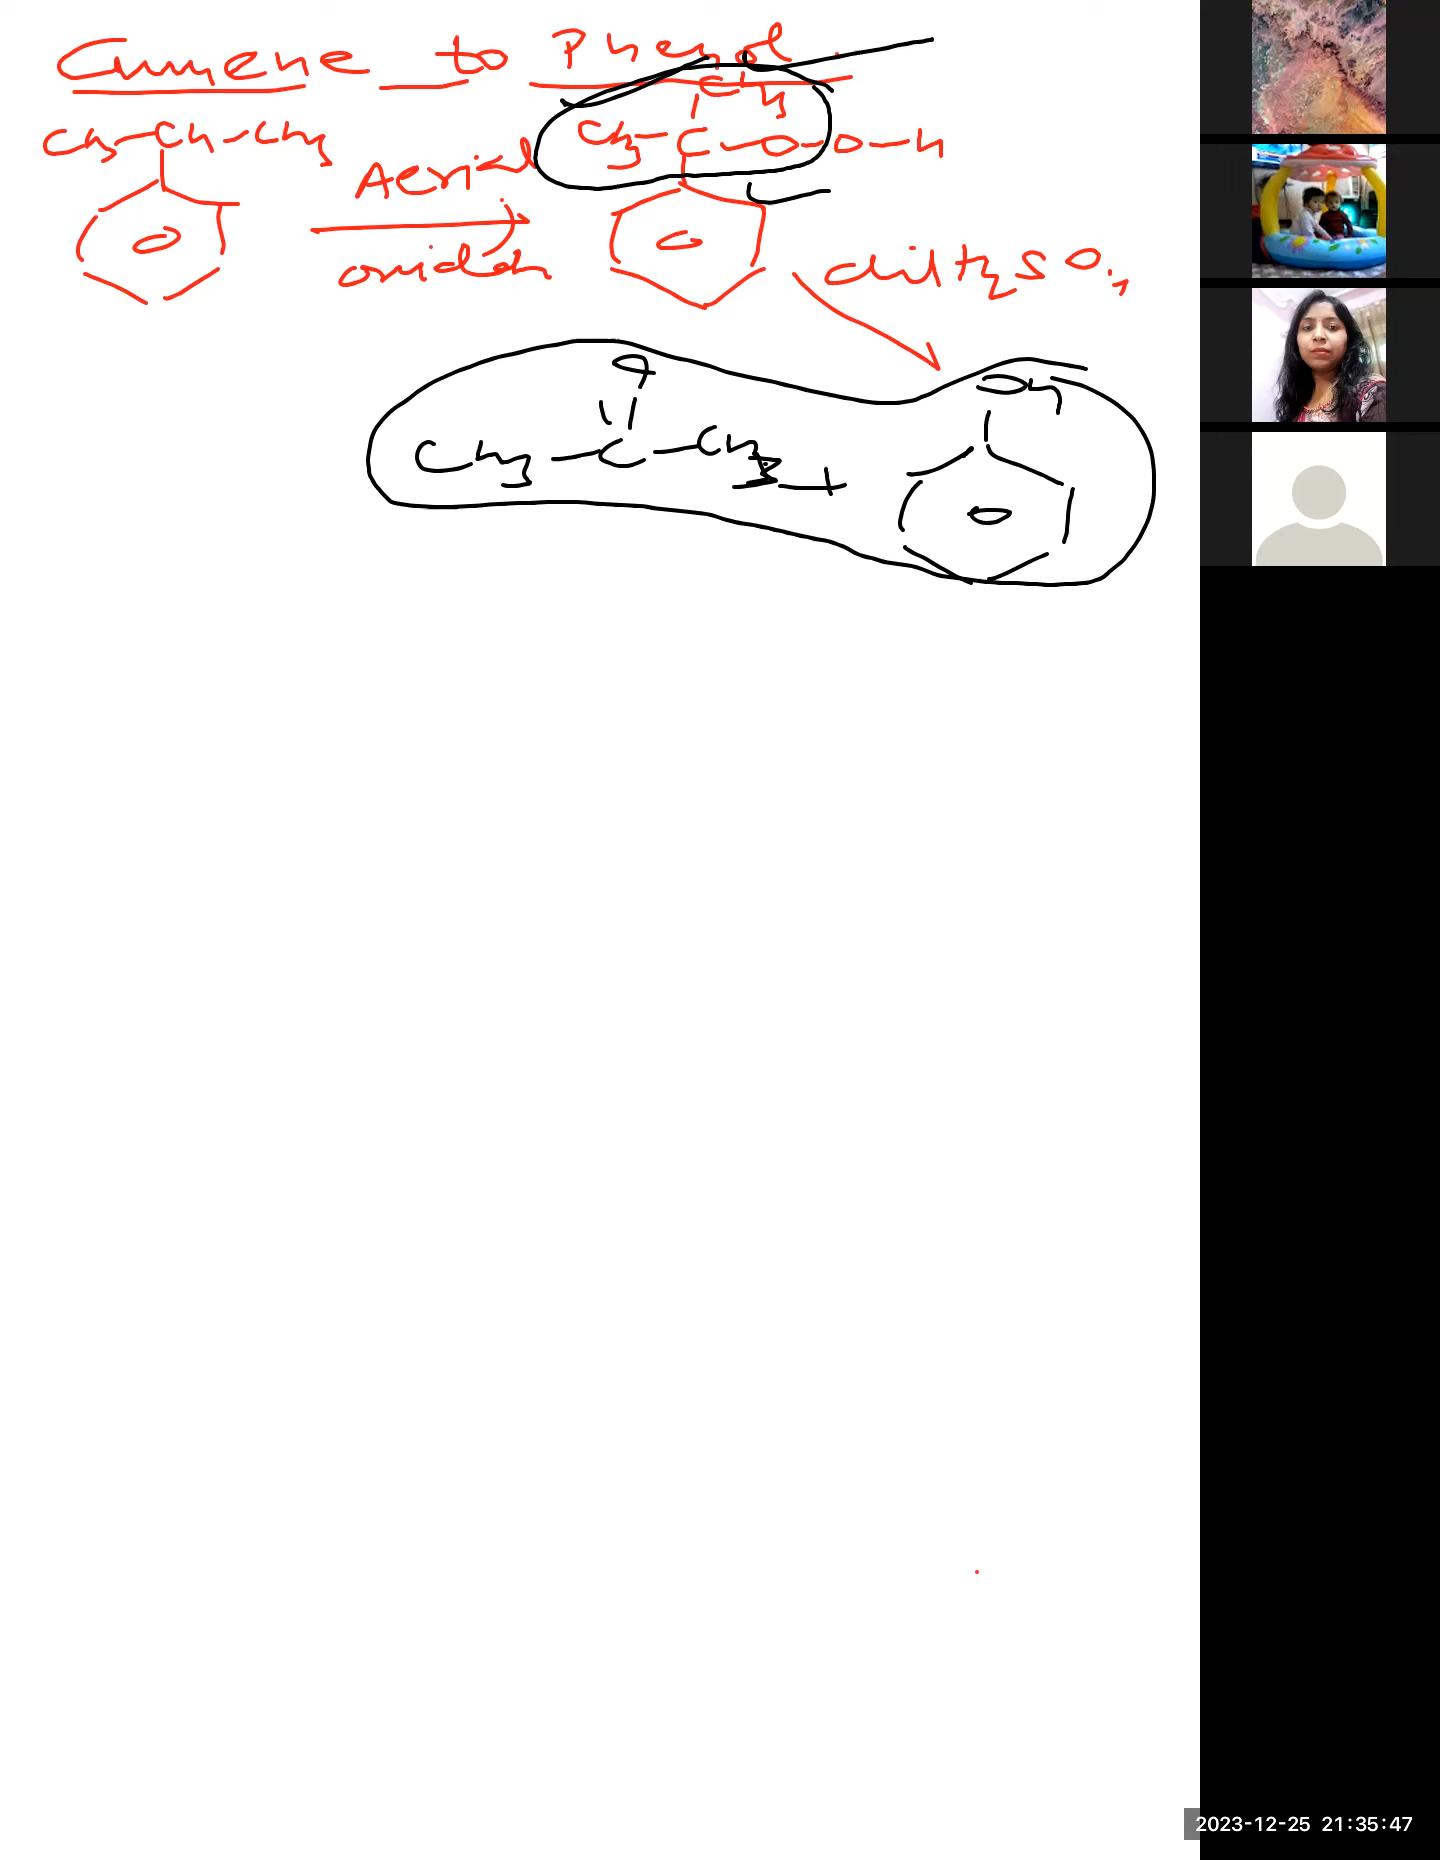 Cumene to Phenol
CH3-CH-CH3
Aerial
oxidation
CH3
CH3-C-O-O-H
dil H2SO4
O
CH3-C-CH3 +
OH
2023-12-25 21:35:47